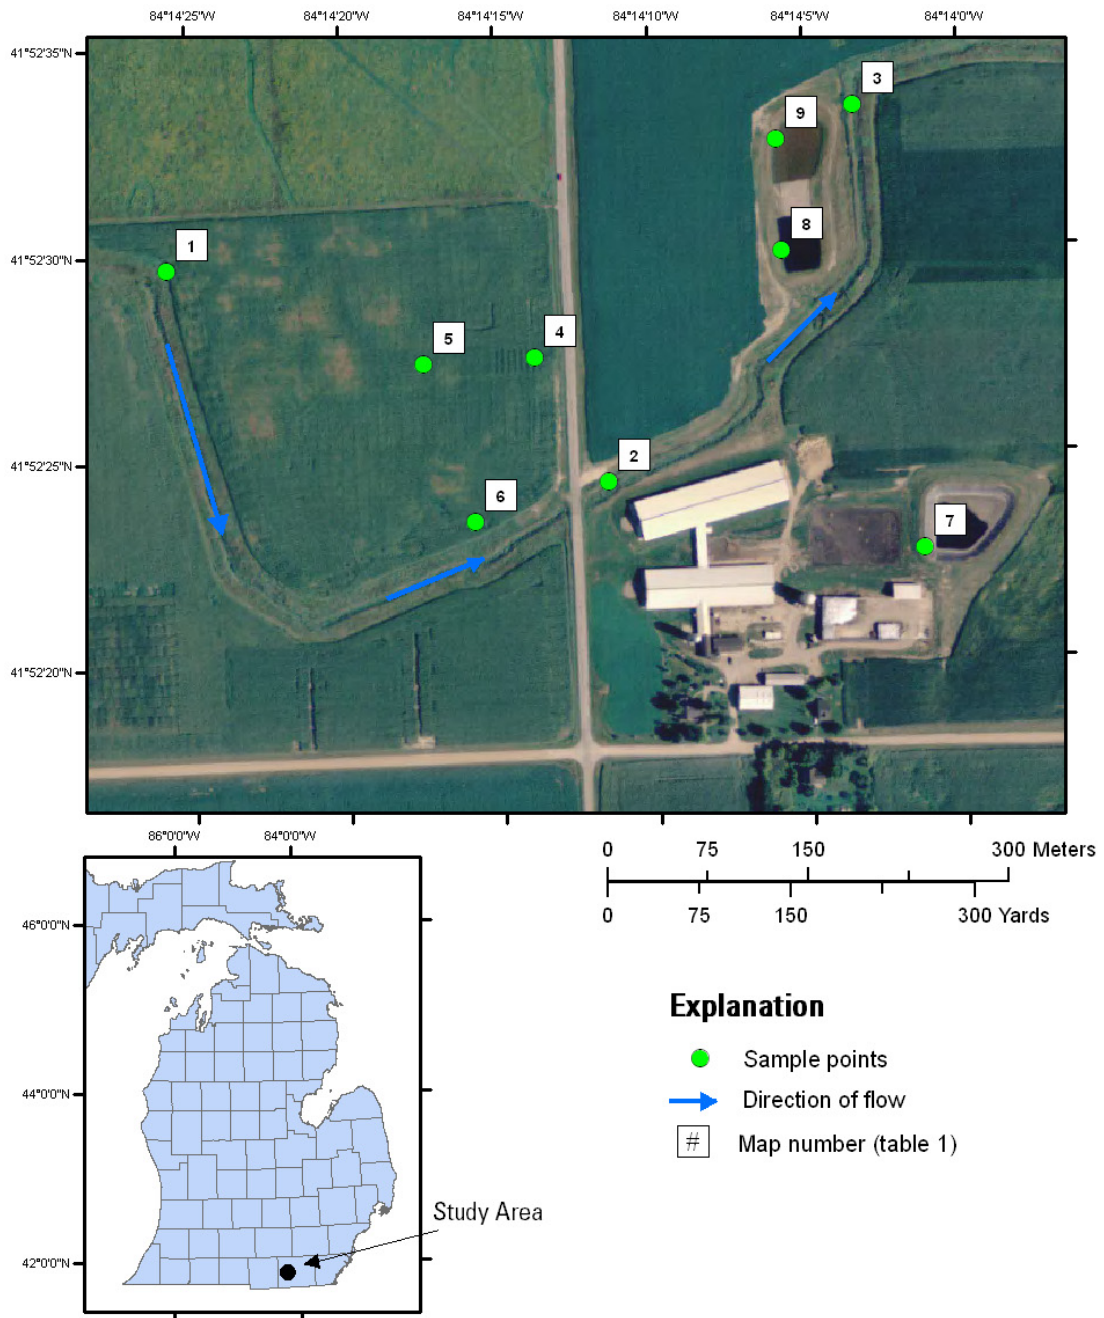 84°14'25"W 84°14'20"W 84°14'15"W 84°14'10"W 84°14'5"W 84°14'0"W
41°52'35"N
3
9
8
1
41°52'30"N
5
4
2
41°52'25"N
6
7
41°52'20"N
86°0'0"W 84°0'0"W
0 75 150 300 Meters
0 75 150 300 Yards
46°0'0"N
44°0'0"N
42°0'0"N
Study Area
Explanation
Sample points
Direction of flow
# Map number (table 1)